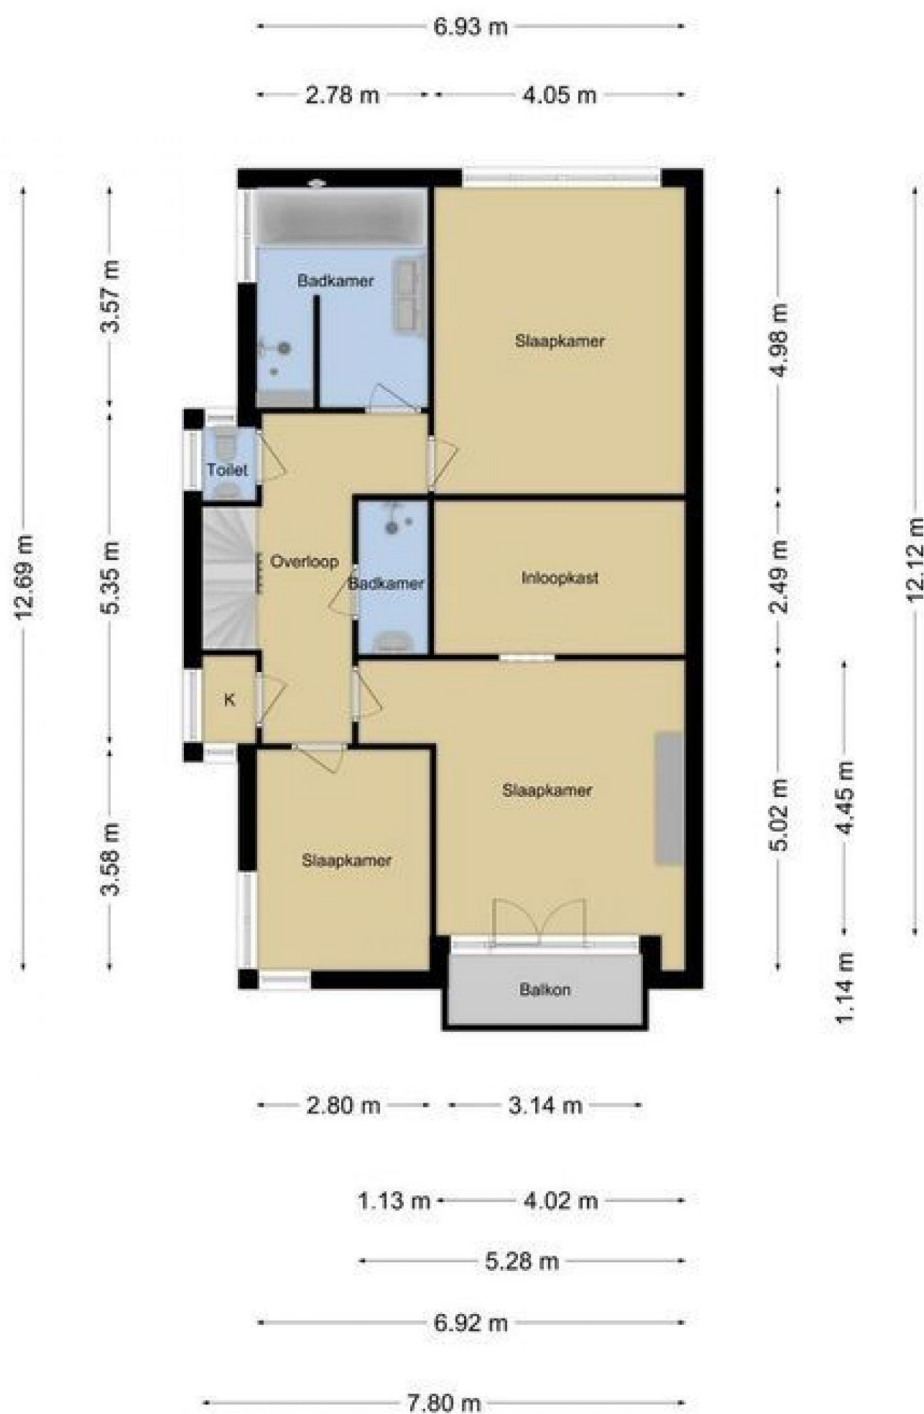 6.93 m
2.78 m
4.05 m
Badkamer
3.57 m
Slaapkamer
4.98 m
Toilet
12.69 m
5.35 m
Overloop
Badkamer
Inloopkast
2.49 m
12.12 m
K
Slaapkamer
5.02 m
4.45 m
3.58 m
Slaapkamer
Balkon
1.14 m
2.80 m
3.14 m
1.13 m
4.02 m
5.28 m
6.92 m
7.80 m